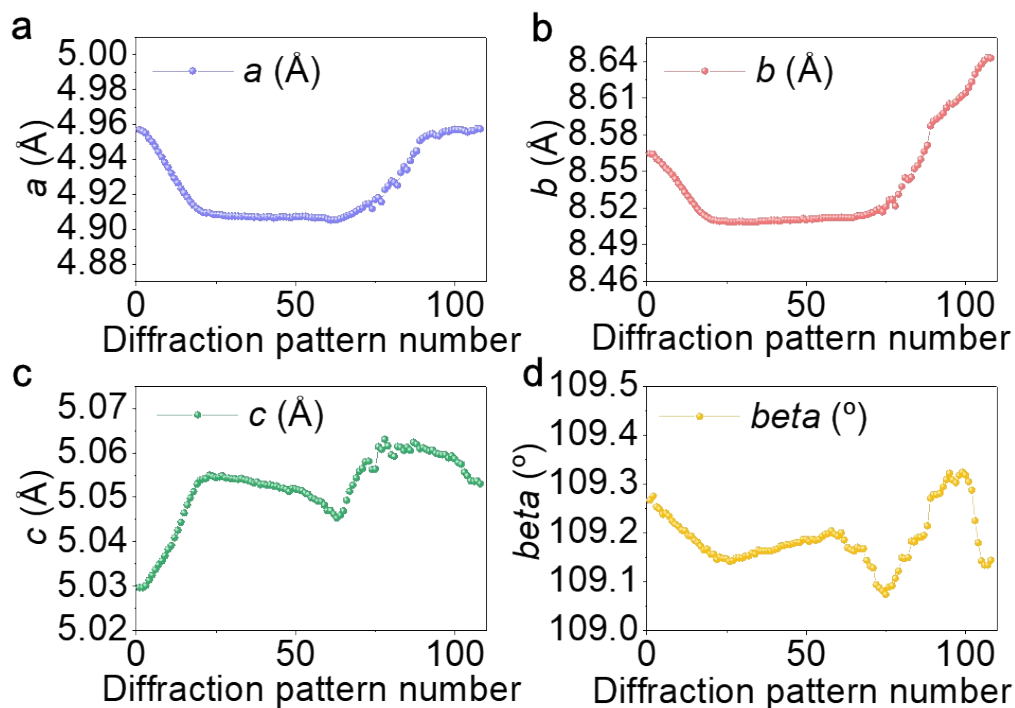 a
5.00
4.98
4.96
4.94
4.92
4.90
4.88
a (Å)
a (Å)
0 50 100
Diffraction pattern number
b
8.64
8.61
8.58
8.55
8.52
8.49
8.46
b (Å)
b (Å)
0 50 100
Diffraction pattern number
c
5.07
5.06
5.05
5.04
5.03
5.02
c (Å)
c (Å)
0 50 100
Diffraction pattern number
d
109.5
109.4
109.3
109.2
109.1
109.0
beta (º)
beta (º)
0 50 100
Diffraction pattern number